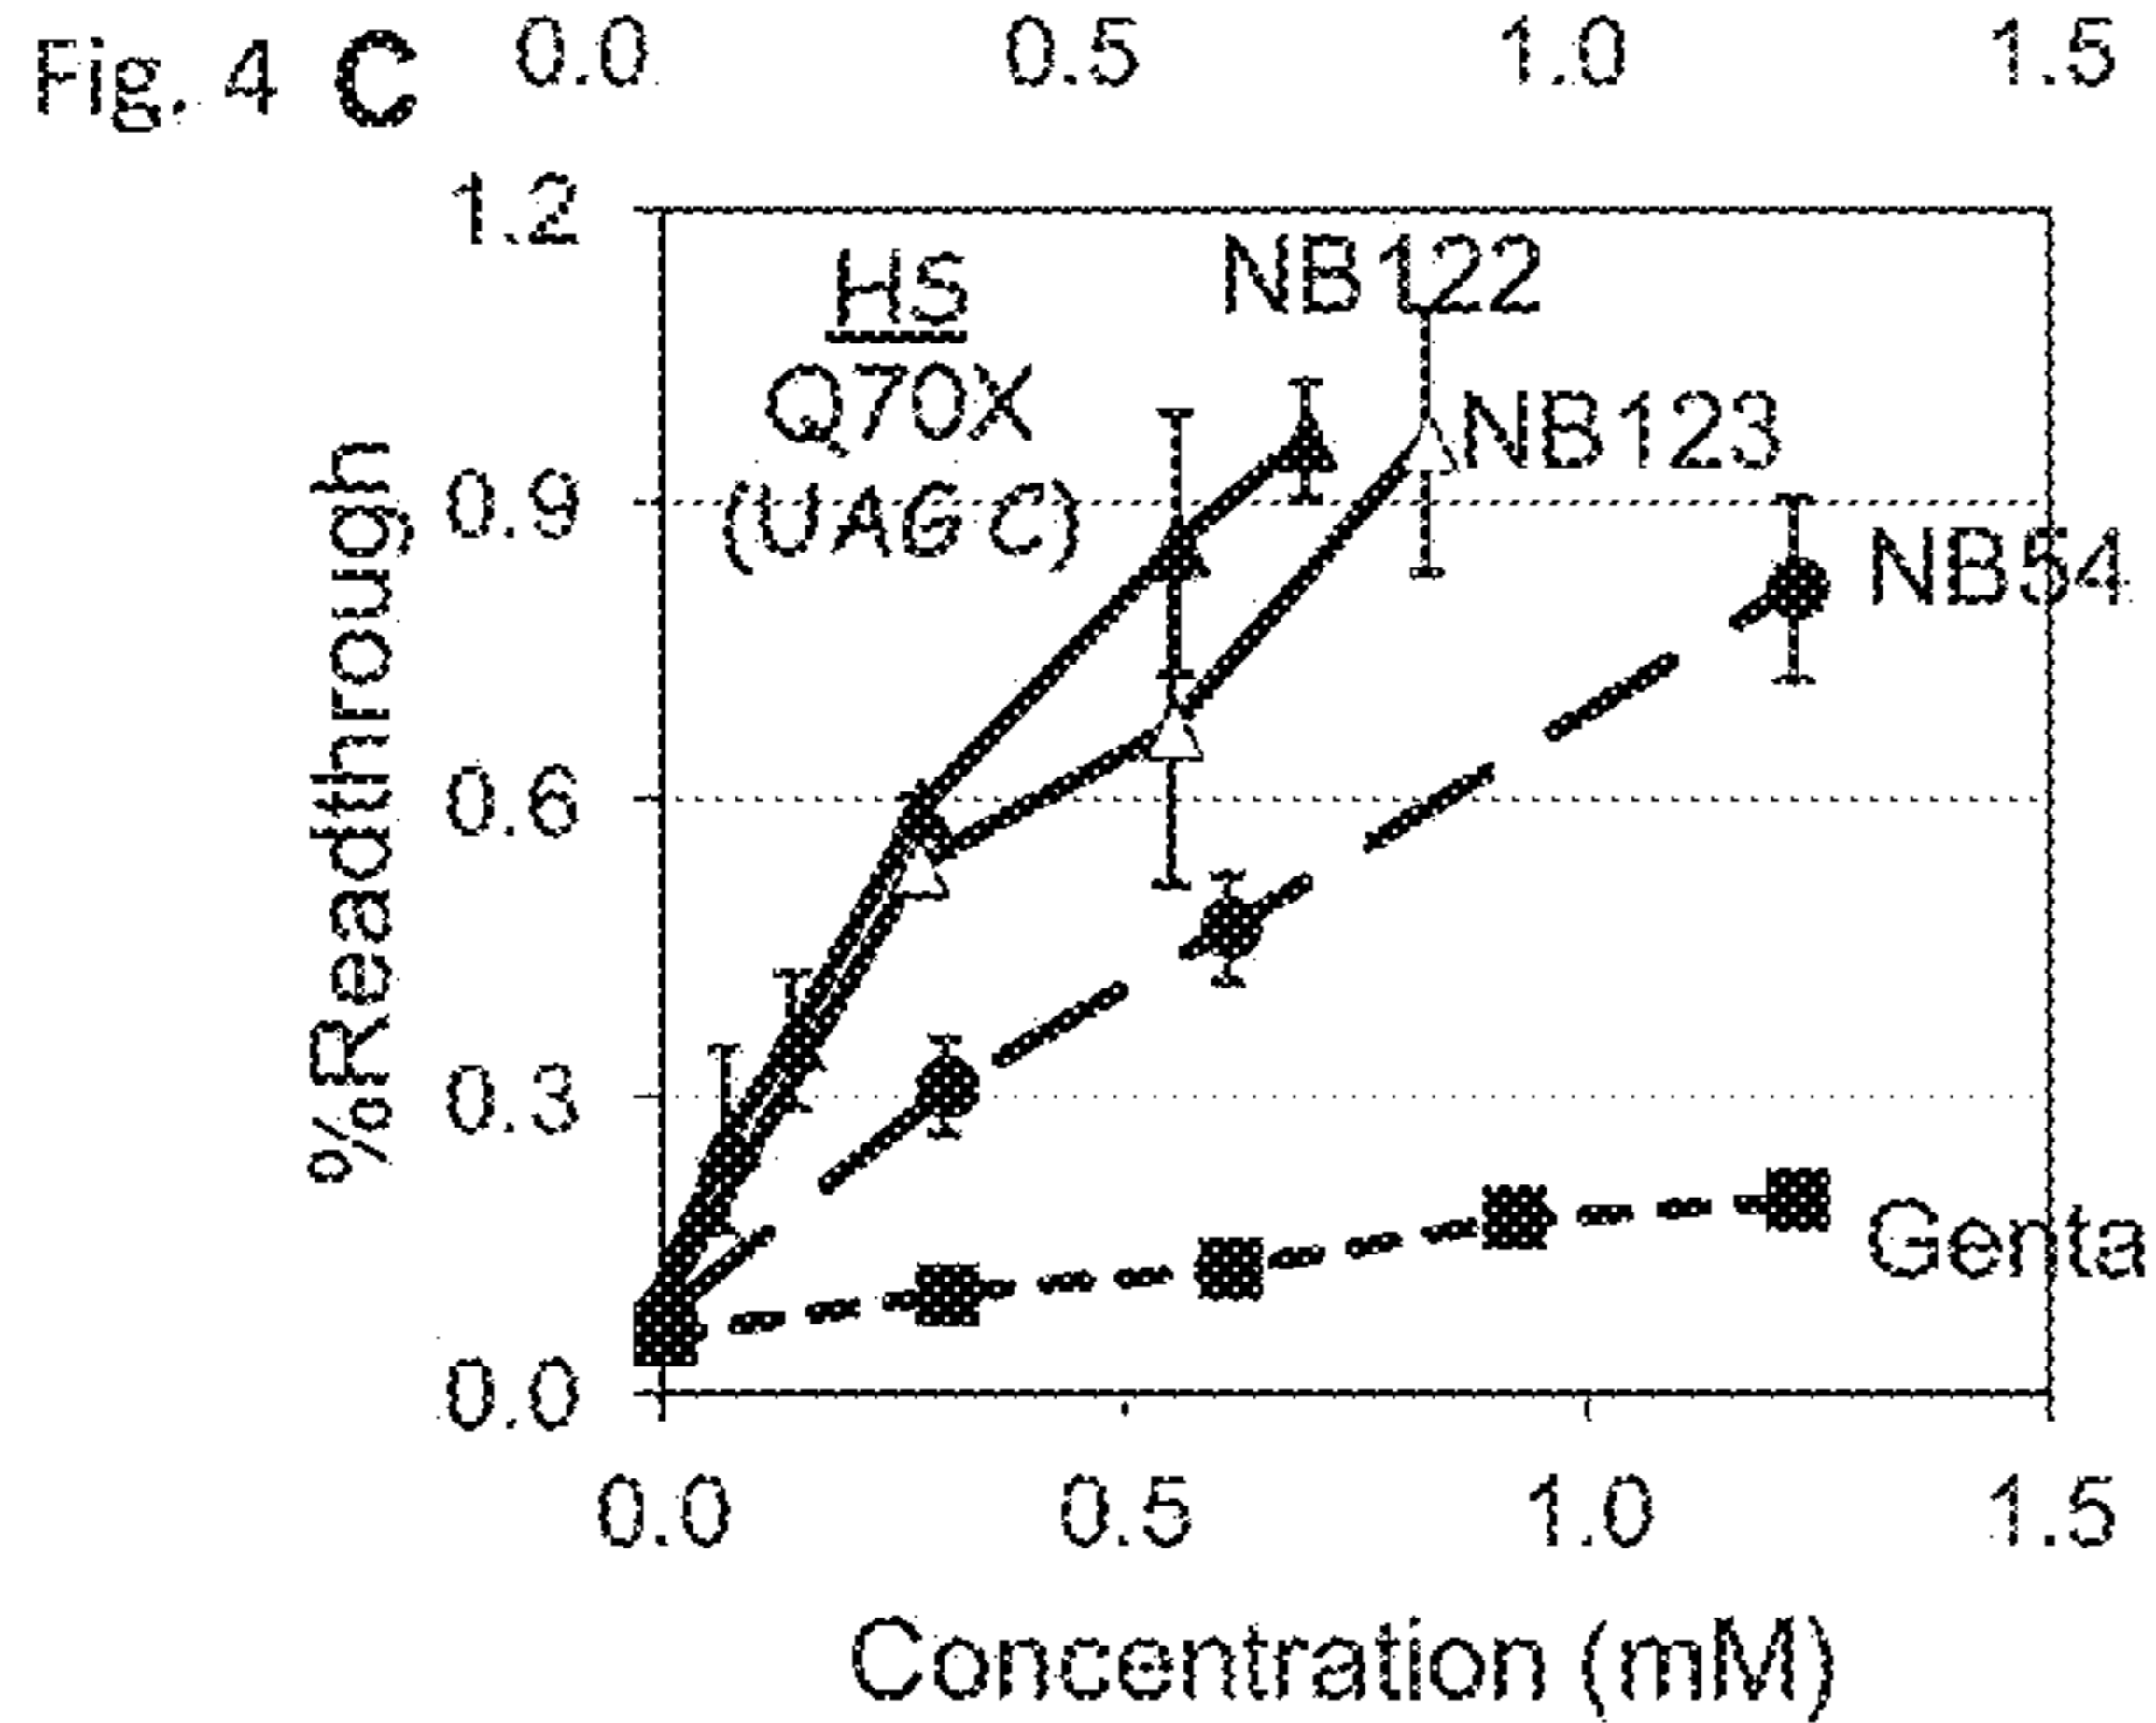 Fig. 4 C
0.0 0.5 1.0 1.5
1.2
HS
Q70X
(UAG C)
NB122
NB123
NB54
Genta
0.9
0.6
0.3
0.0
%Readthrough
0.0 0.5 1.0 1.5
Concentration (mM)